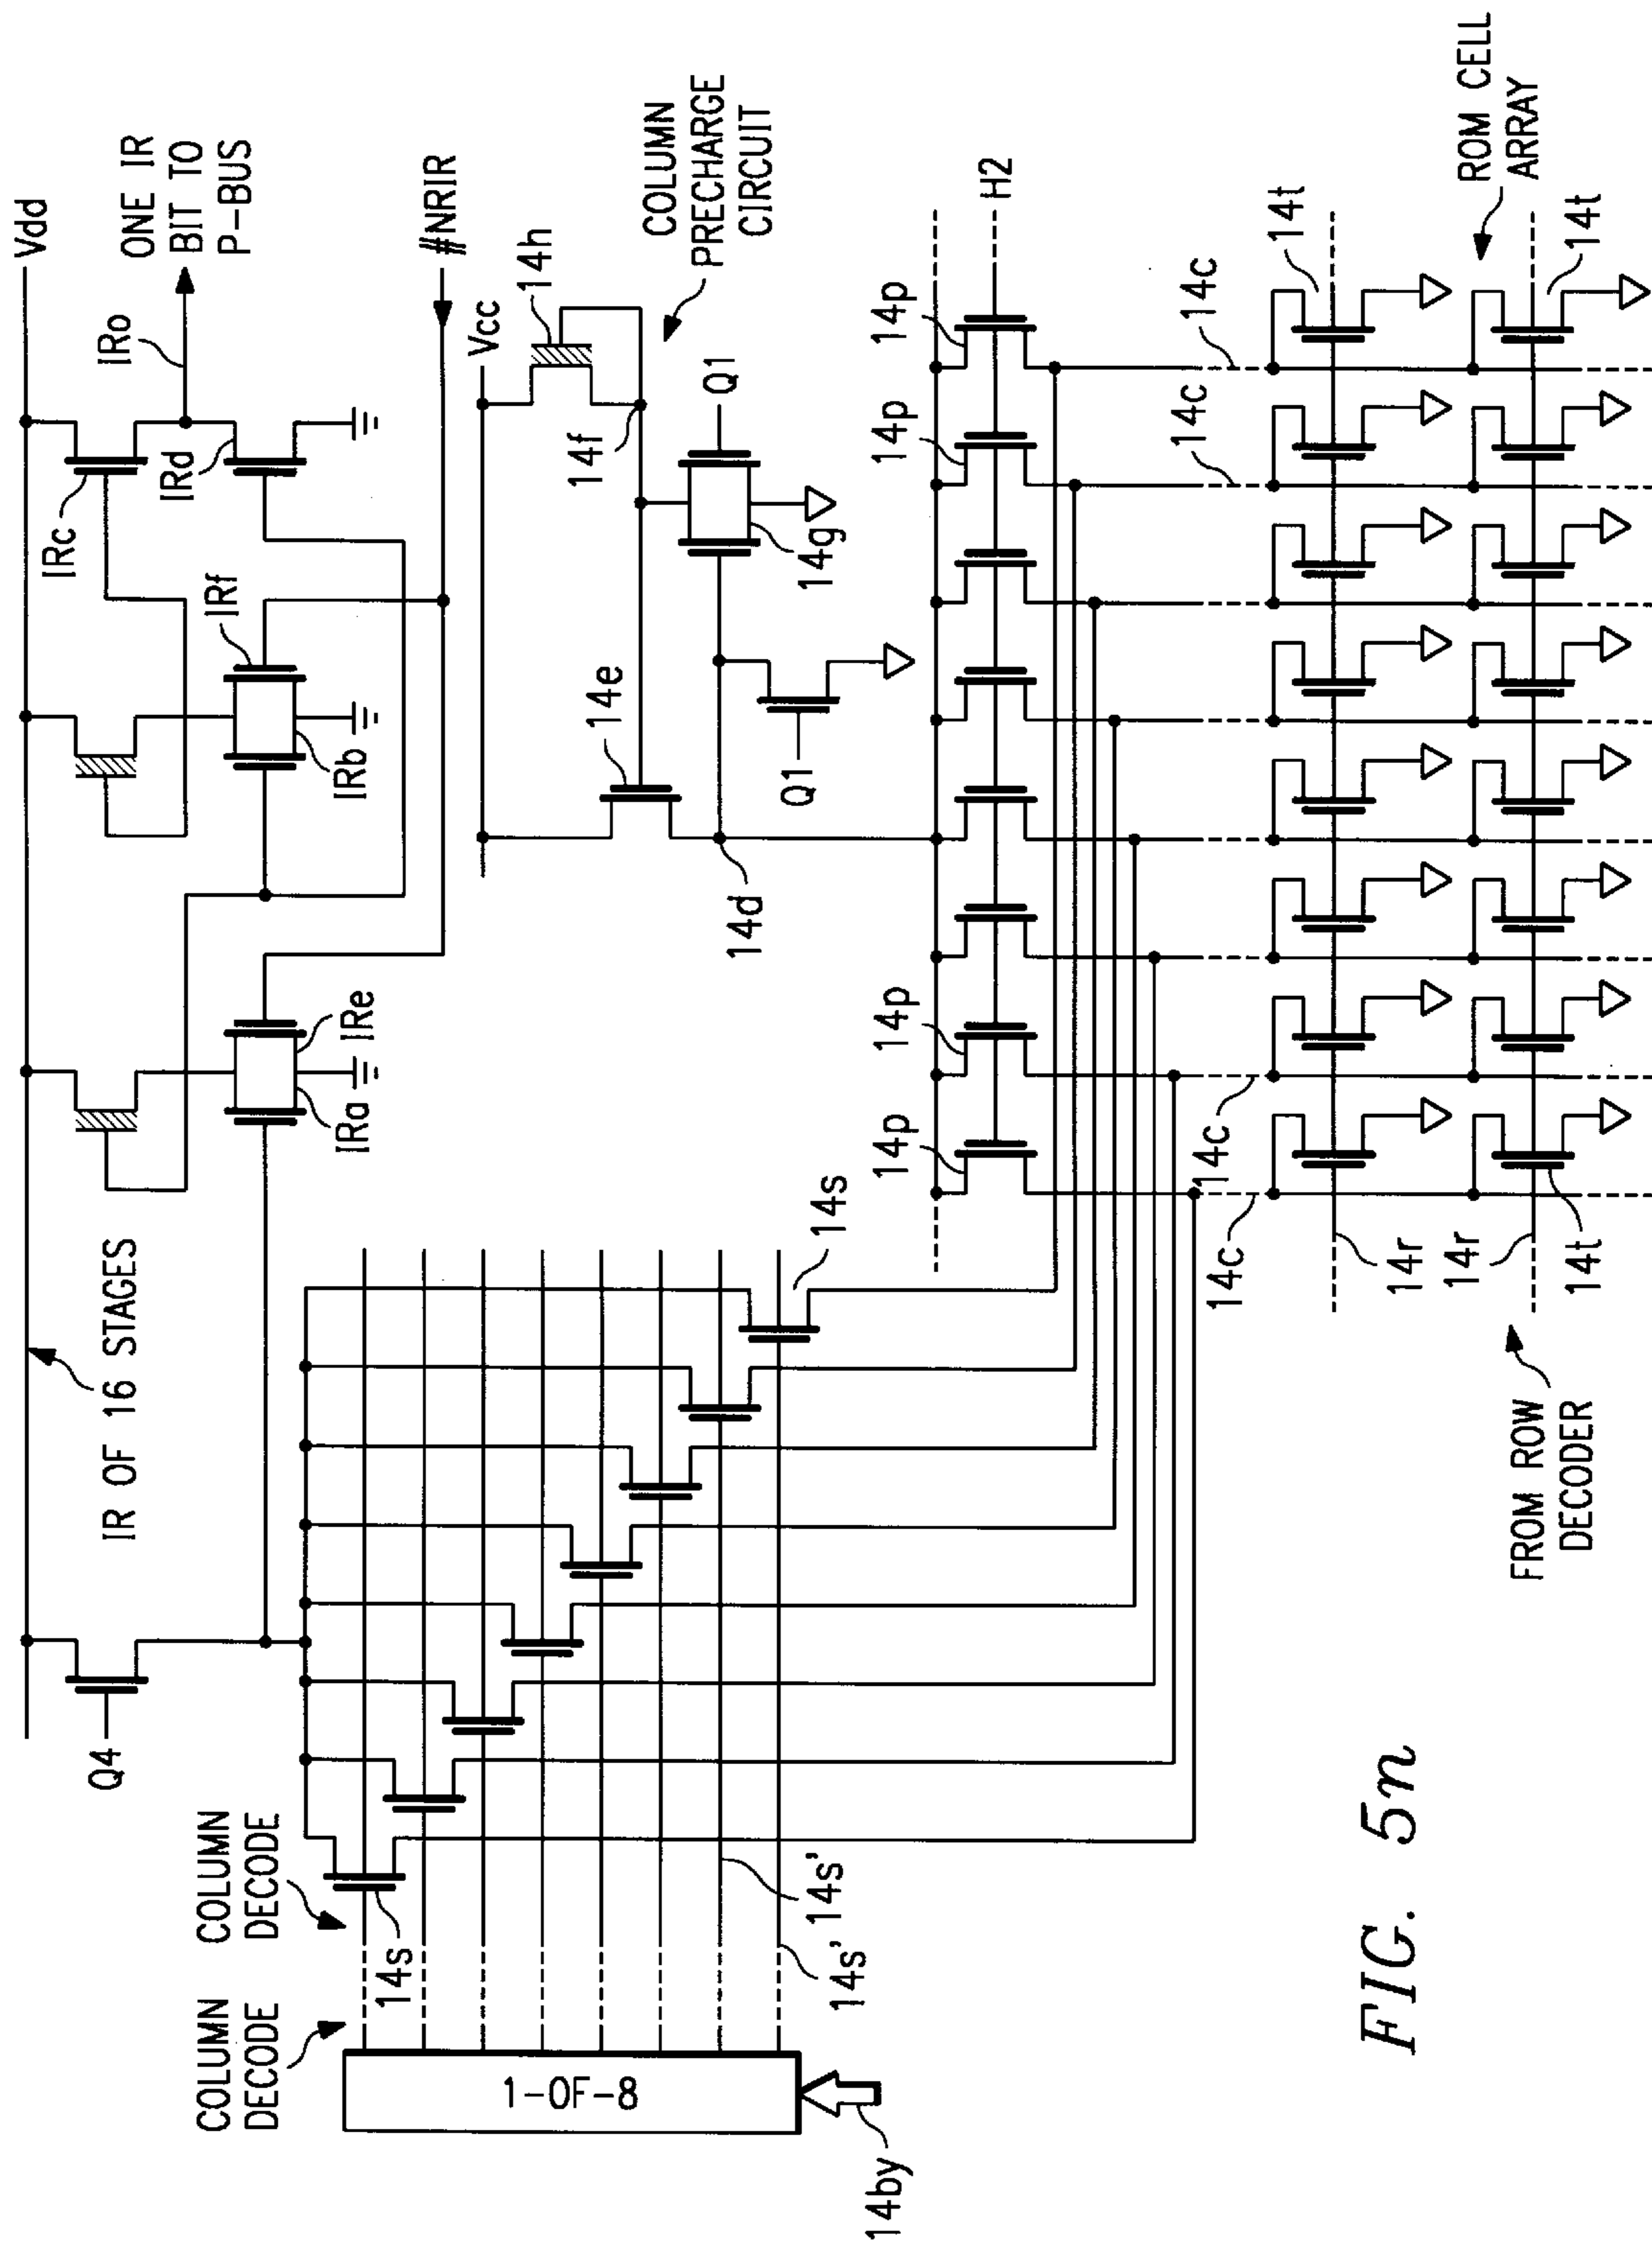 Vdd
ONE IR
BIT TO
P-BUS
IRo
IRc
IRd
#NRIR
IRf
IRb
IRe
IRa
IR OF 16 STAGES
Q4
Vcc
14h
COLUMN
PRECHARGE
CIRCUIT
14f
Q1
14e
14g
Q1
14d
H2
14p
14p
14p
14p
14c
14c
14c
14c
14t
ROM CELL
ARRAY
14t
14r
14r
14t
FROM ROW
DECODER
COLUMN
DECODE
COLUMN
DECODE
14s
14s
14s'
14s'
1-OF-8
14by
FIG. 5n